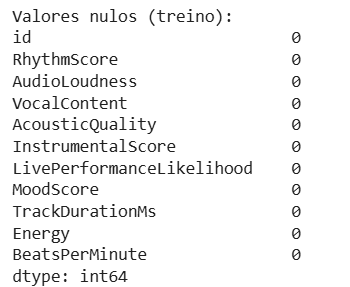 Valores nulos (treino):
id 0
RhythmScore 0
AudioLoudness 0
VocalContent 0
AcousticQuality 0
InstrumentalScore 0
LivePerformanceLikelihood 0
MoodScore 0
TrackDurationMs 0
Energy 0
BeatsPerMinute 0
dtype: int64